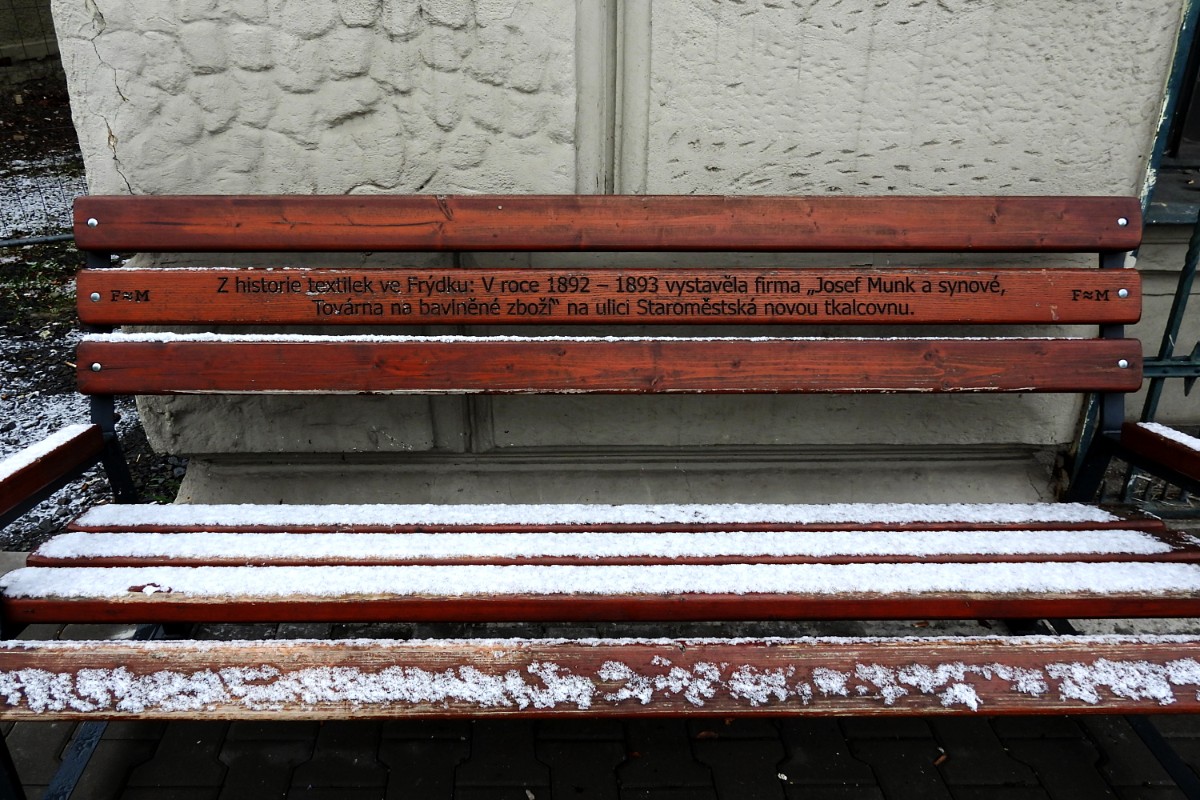 Z historie textilek ve Frýdku: V roce 1892 – 1893 vystavěla firma „Josef Munk a synové,
F≈M
Továrna na bavlněné zboží" na ulici Staroměstská novou tkalcovnu.
F≈M